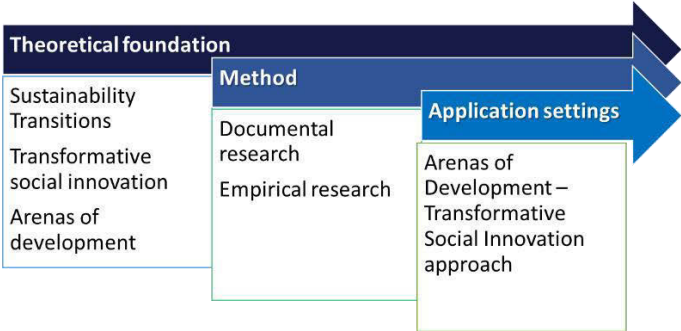 Theoretical foundation
Sustainability
Transitions
Transformative
social innovation
Arenas of
development
Method
Documental
research
Empirical research
Application settings
Arenas of
Development –
Transformative
Social Innovation
approach